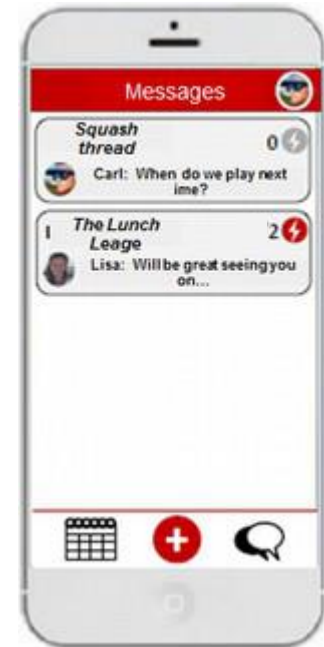 Messages
Squash
thread
0
Carl: When do we play next
ime?
The Lunch
Leage
2
Lisa: Will be great seeing you
on...